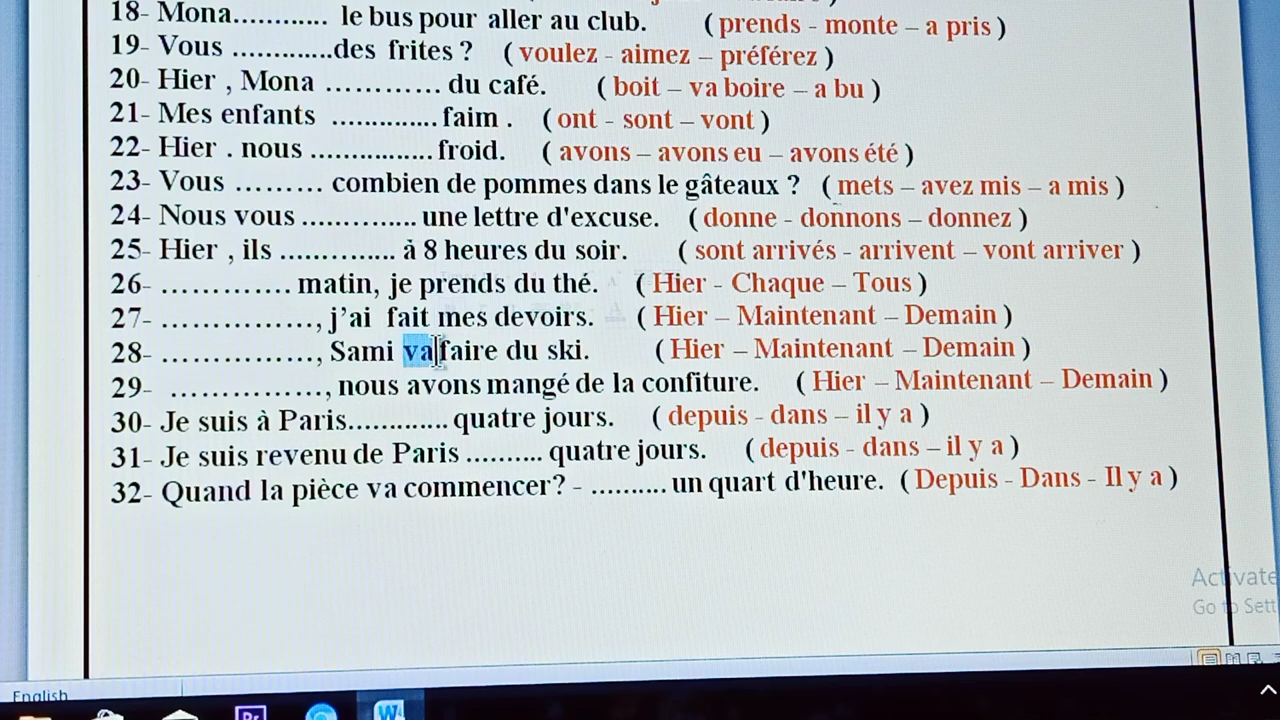 18- Mona............ le bus pour aller au club. ( prends - monte – a pris )
19- Vous .............des frites ? ( voulez - aimez – préférez )
20- Hier , Mona ............ du café. ( boit – va boire – a bu )
21- Mes enfants ............. faim . ( ont - sont – vont )
22- Hier . nous ................ froid. ( avons – avons eu – avons été )
23- Vous ......... combien de pommes dans le gâteaux ? ( mets – avez mis – a mis )
24- Nous vous .............. une lettre d'excuse. ( donne - donnons – donnez )
25- Hier , ils .............. à 8 heures du soir. ( sont arrivés - arrivent – vont arriver )
26- ............. matin, je prends du thé. ( Hier - Chaque – Tous )
27- ................, j’ai fait mes devoirs. ( Hier – Maintenant – Demain )
28- ................, Sami va faire du ski. ( Hier – Maintenant – Demain )
29- ................, nous avons mangé de la confiture. ( Hier – Maintenant – Demain )
30- Je suis à Paris............. quatre jours. ( depuis - dans – il y a )
31- Je suis revenu de Paris .......... quatre jours. ( depuis - dans – il y a )
32- Quand la pièce va commencer? - .......... un quart d'heure. ( Depuis - Dans - Il y a )
Activate
Go to Sett
English
Pr
W